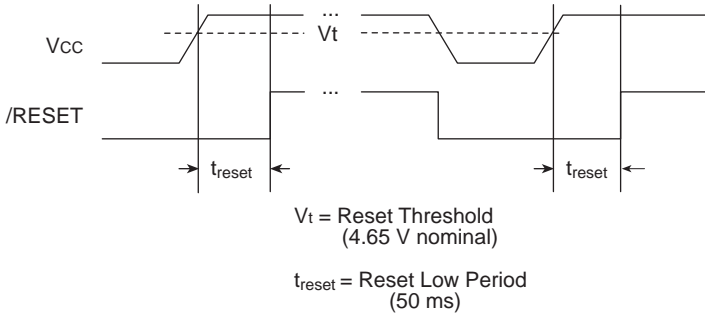 ...
Vcc
Vt
...
/RESET
treset
treset
Vt = Reset Threshold
(4.65 V nominal)
treset = Reset Low Period
(50 ms)